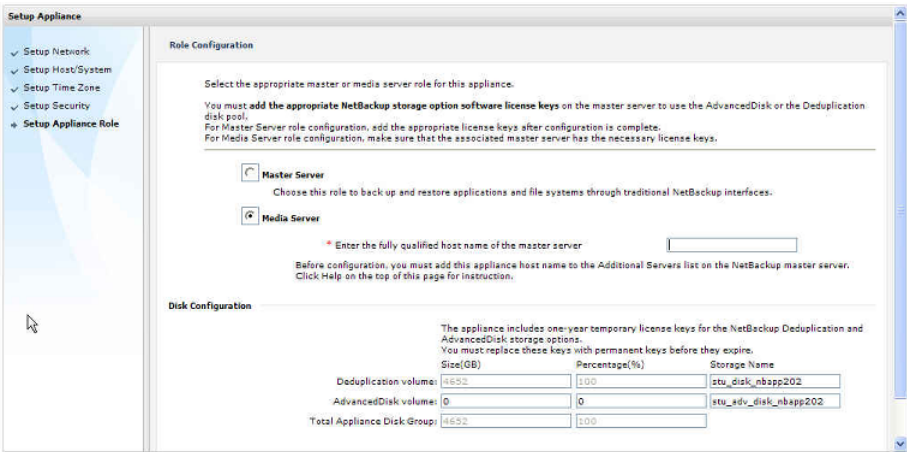 Setup Appliance
Setup Network
Setup Host/System
Setup Time Zone
Setup Security
Setup Appliance Role
Role Configuration
Select the appropriate master or media server role for this appliance.
You must add the appropriate NetBackup storage option software license keys on the master server to use the AdvancedDisk or the Deduplication
disk pool.
For Master Server role configuration, add the appropriate license keys after configuration is complete.
For Media Server role configuration, make sure that the associated master server has the necessary license keys.
Master Server
Choose this role to back up and restore applications and file systems through traditional NetBackup interfaces.
Media Server
* Enter the fully qualified host name of the master server
Before configuration, you must add this appliance host name to the Additional Servers list on the NetBackup master server.
Click Help on the top of this page for instruction.
Disk Configuration
The appliance includes one-year temporary license keys for the NetBackup Deduplication and
AdvancedDisk storage options.
You must replace these keys with permanent keys before they expire.
Size(GB) Percentage(%) Storage Name
Deduplication volume: 4652 100 stu_disk_nbapp202
AdvancedDisk volume: 0 0 stu_adv_disk_nbapp202
Total Appliance Disk Group: 4652 100